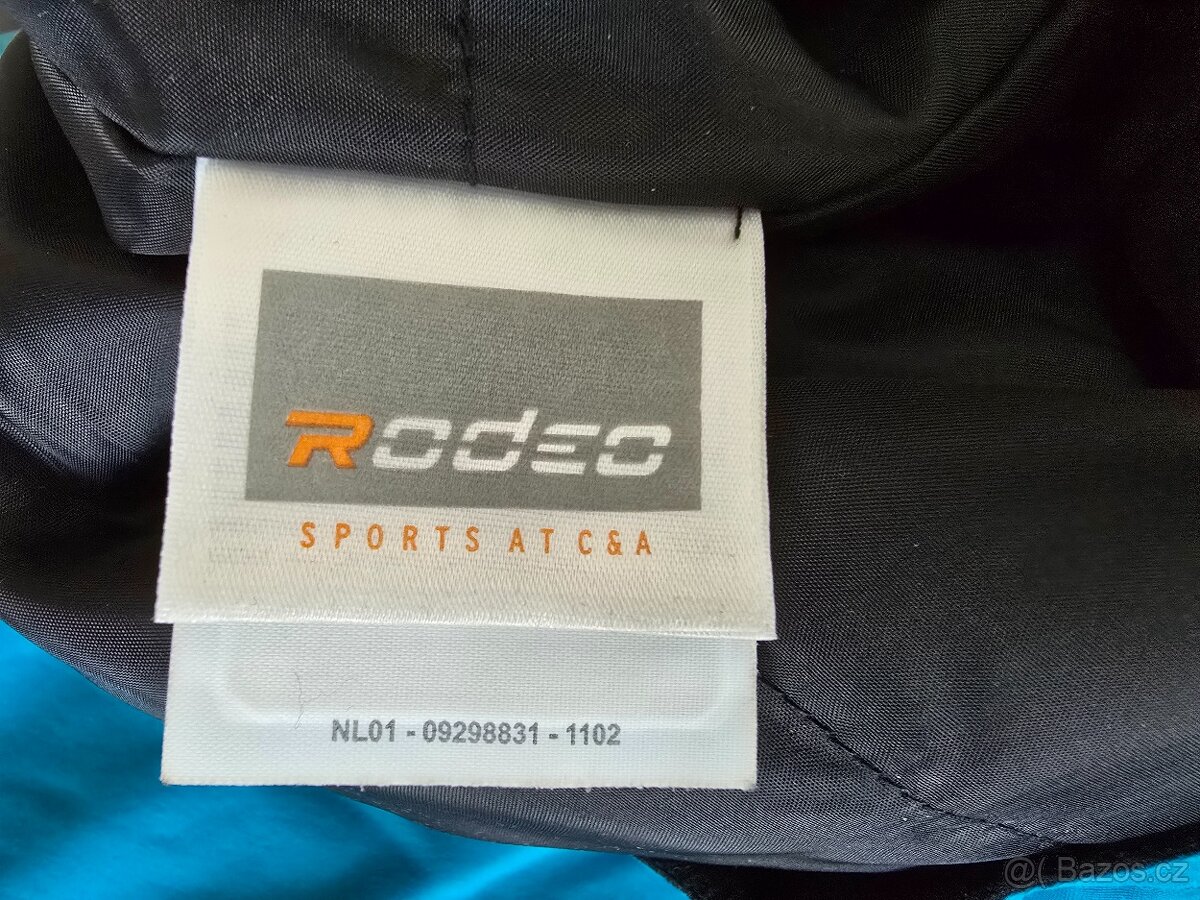 RODEO
SPORTS AT C&A
NL01 - 09298831 - 1102
@( Bazos.cz